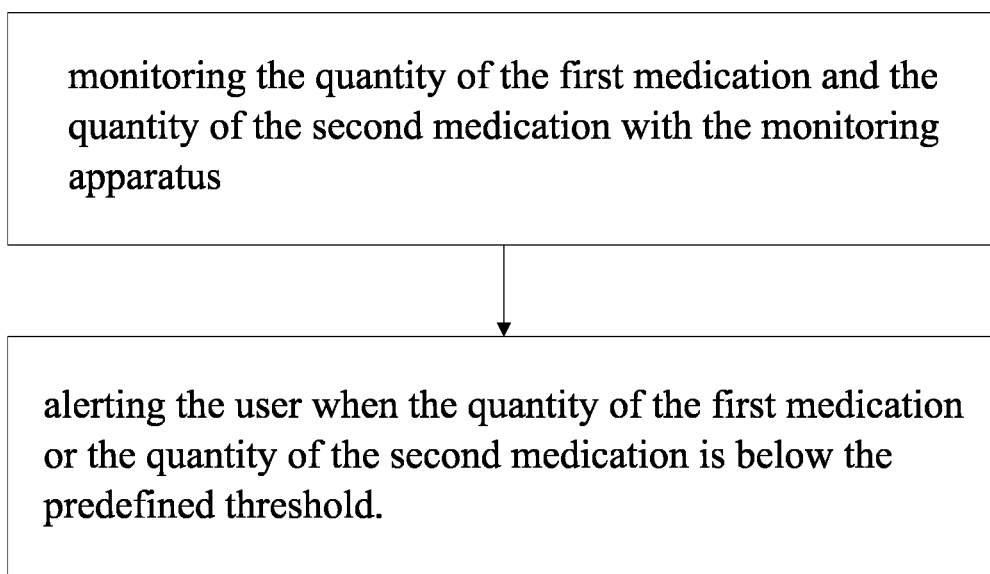 monitoring the quantity of the first medication and the
quantity of the second medication with the monitoring
apparatus
alerting the user when the quantity of the first medication
or the quantity of the second medication is below the
predefined threshold.